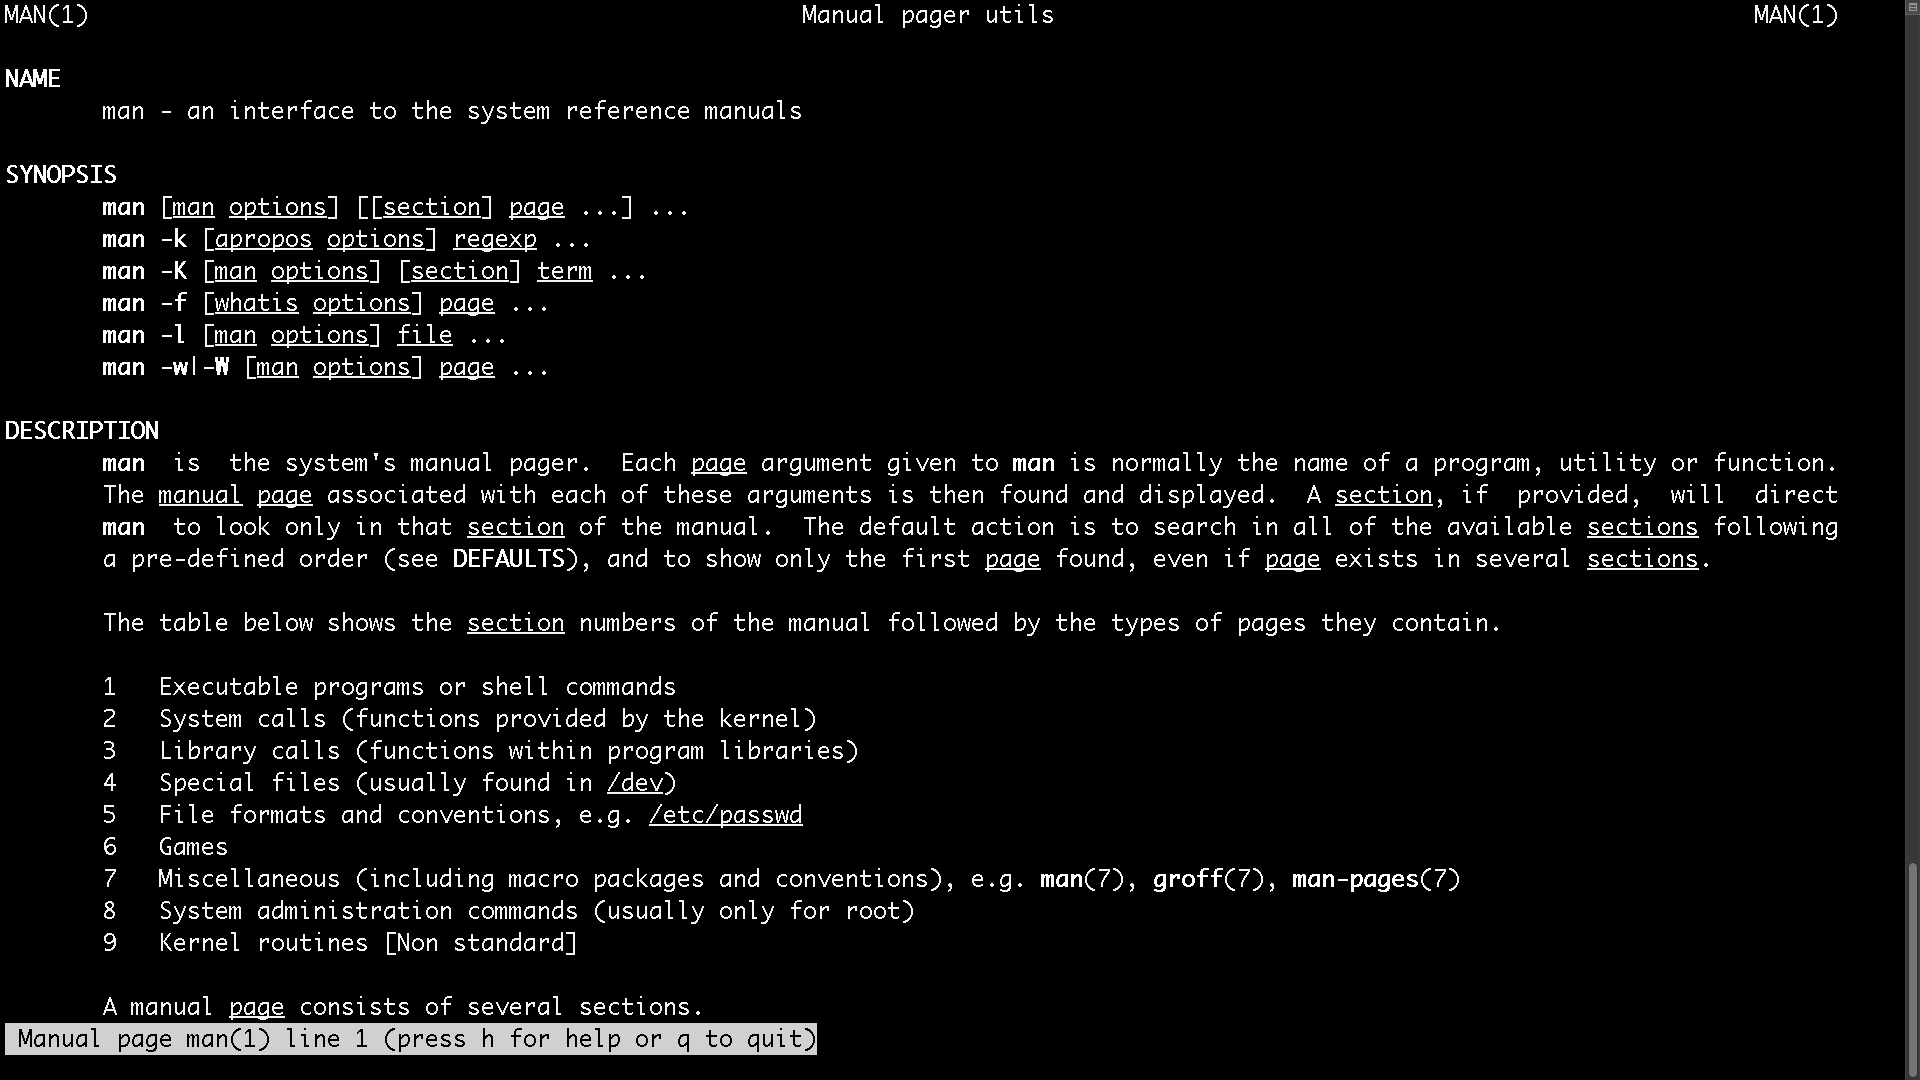 MAN(1) Manual pager utils MAN(1)
NAME
man - an interface to the system reference manuals
SYNOPSIS
man [man options] [[section] page ...] ...
man -k [apropos options] regexp ...
man -K [man options] [section] term ...
man -f [whatis options] page ...
man -l [man options] file ...
man -w|-W [man options] page ...
DESCRIPTION
man is the system's manual pager. Each page argument given to man is normally the name of a program, utility or function.
The manual page associated with each of these arguments is then found and displayed. A section, if provided, will direct
man to look only in that section of the manual. The default action is to search in all of the available sections following
a pre-defined order (see DEFAULTS), and to show only the first page found, even if page exists in several sections.
The table below shows the section numbers of the manual followed by the types of pages they contain.
1 Executable programs or shell commands
2 System calls (functions provided by the kernel)
3 Library calls (functions within program libraries)
4 Special files (usually found in /dev)
5 File formats and conventions, e.g. /etc/passwd
6 Games
7 Miscellaneous (including macro packages and conventions), e.g. man(7), groff(7), man-pages(7)
8 System administration commands (usually only for root)
9 Kernel routines [Non standard]
A manual page consists of several sections.
Manual page man(1) line 1 (press h for help or q to quit)